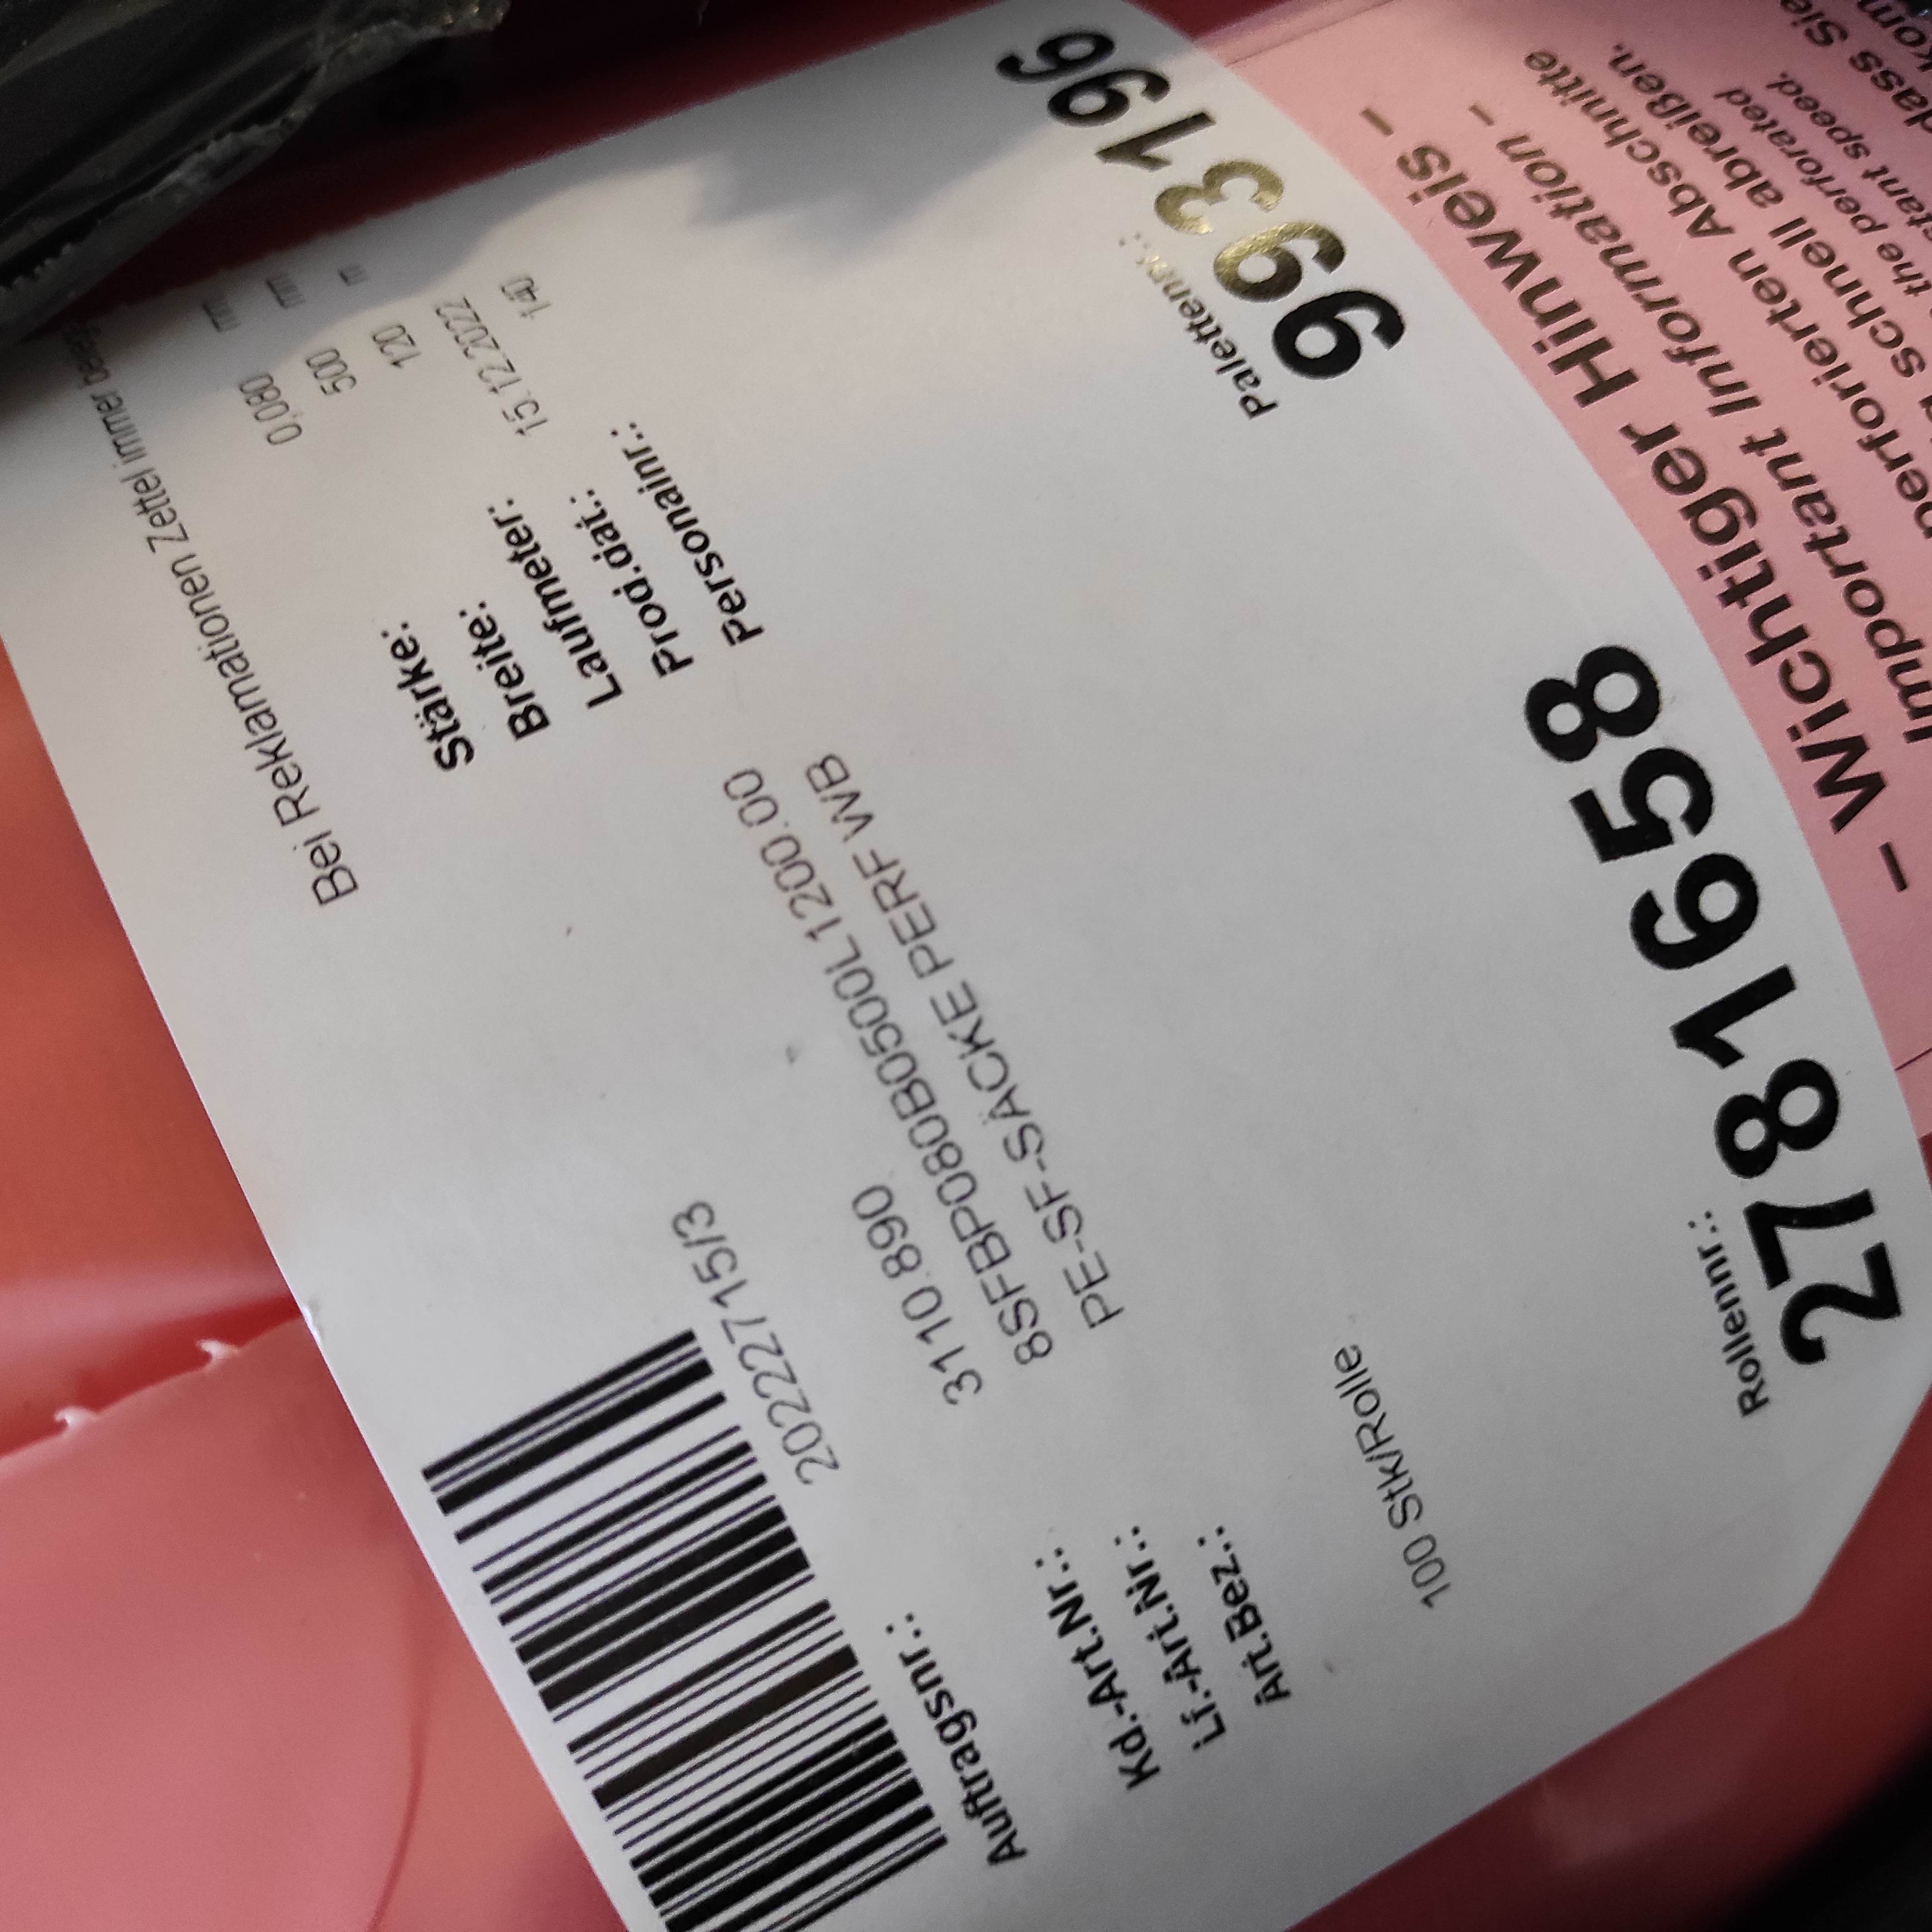 Bei Reklamationen Zettel immer
Stärke: 0,080 mm
Breite: 500 mm
Laufmeter: 120 m
Prod.dat.: 15.12.2022
Personalnr.: 140
Auftragsnr.: 2022715/3
Kd.-Art.Nr.: 3110.890
Lf.-Art.Nr.: 8SFBP080B0500L1200.00
Art.Bez.: PE-SF-SÄCKE PERF WB
100 Stk/Rolle
Rollennr.: Palettennr.:
2781658 993196
- Wichtiger Hinweis -
Important Information -
perforierten Abschnitte
schnell abreißen.
the perforated
speed.
dass Sie